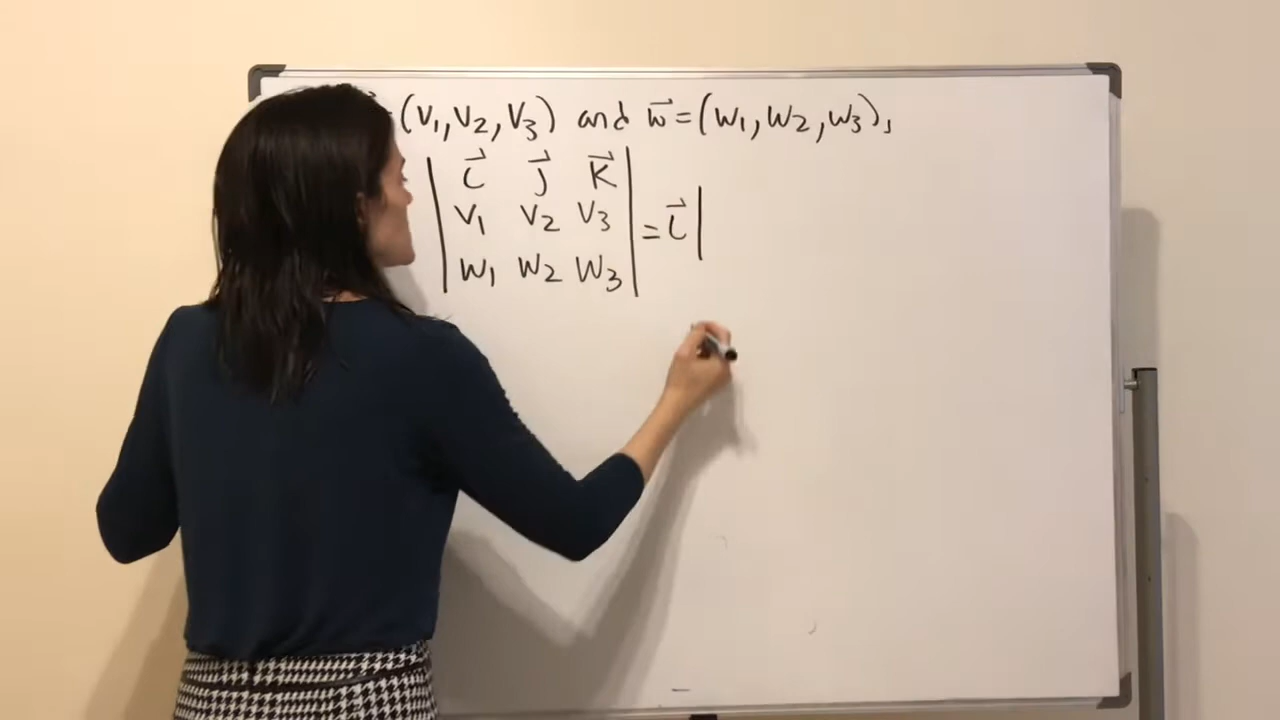 = (v₁, v₂, v₃) and w⃗ = (w₁, w₂, w₃),
| i⃗ j⃗ k⃗ |
| v₁ v₂ v₃ | = i⃗ |
| w₁ w₂ w₃ |